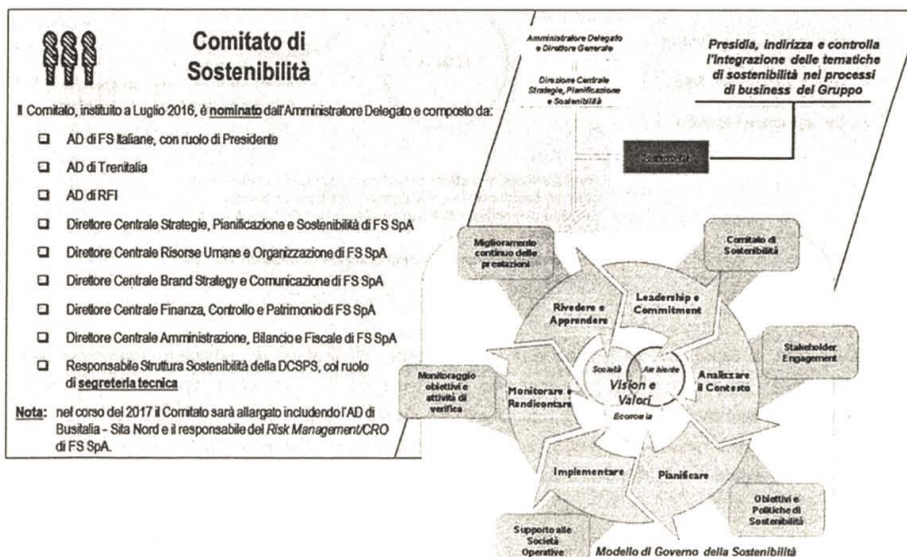 Comitato di
Sostenibilità
Il Comitato, instituito a Luglio 2016, è nominato dall'Amministratore Delegato e composto da:
AD di FS Italiane, con ruolo di Presidente
AD di Trenitalia
AD di RFI
Direttore Centrale Strategie, Pianificazione e Sostenibilità di FS SpA
Direttore Centrale Risorse Umane e Organizzazione di FS SpA
Direttore Centrale Brand Strategy e Comunicazione di FS SpA
Direttore Centrale Finanza, Controllo e Patrimonio di FS SpA
Direttore Centrale Amministrazione, Bilancio e Fiscale di FS SpA
Responsabile Struttura Sostenibilità della DCSPS, col ruolo
di segreteria tecnica
Nota: nel corso del 2017 il Comitato sarà allargato includendo l'AD di
Busitalia - Sita Nord e il responsabile del Risk Management/CRO
di FS SpA.
Amministratore Delegato
e Direttore Generale
Direzione Centrale
Strategie, Pianificazione
e Sostenibilità
Sostenibilità
Presidia, indirizza e controlla
l'integrazione delle tematiche
di sostenibilità nei processi
di business del Gruppo
Miglioramento
continuo delle
prestazioni
Comitato di
Sostenibilità
Rivedere e
Apprendere
Leadership e
Commitment
Stakeholder
Engagement
Monitoraggio
obiettivi e
attività di
verifica
Monitorare e
Rendicontare
Società
Ambiente
Vision e
Valori
Economia
Analizzare
il Contesto
Implementare
Pianificare
Supporto alle
Società
Operative
Obiettivi e
Politiche di
Sostenibilità
Modello di Governo della Sostenibilità